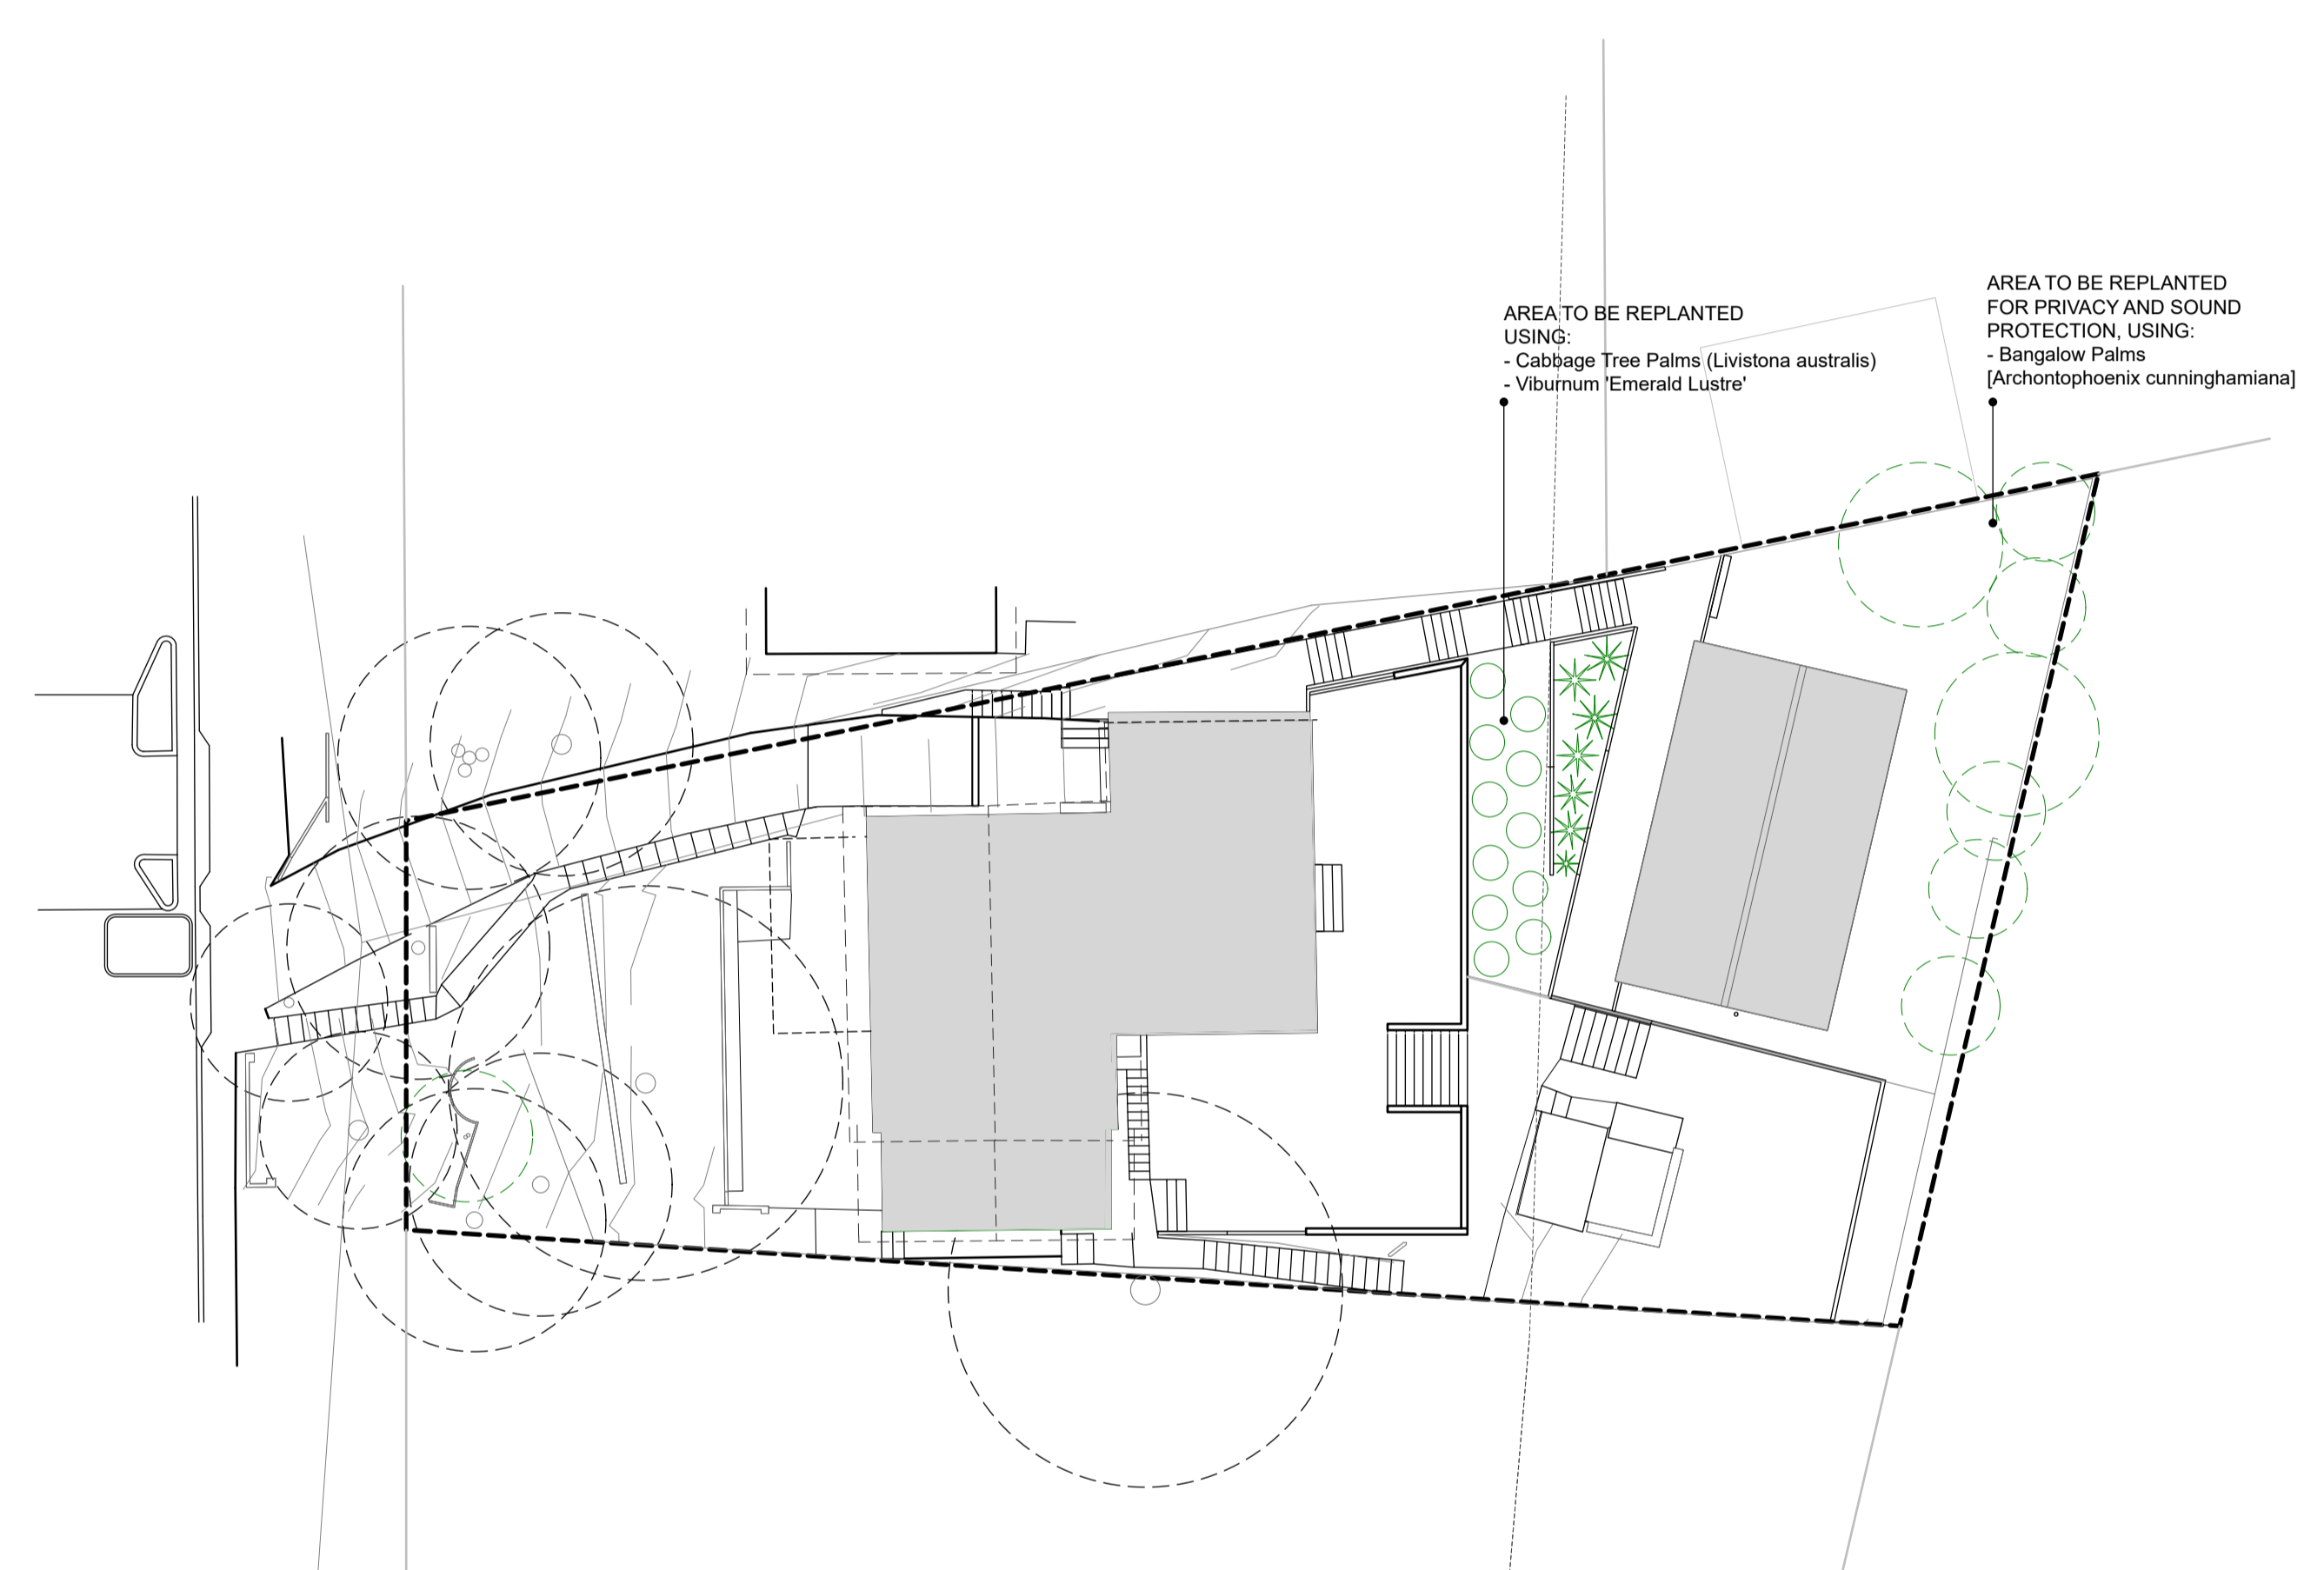 AREA TO BE REPLANTED
USING:
- Cabbage Tree Palms (Livistona australis)
- Viburnum 'Emerald Lustre'
AREA TO BE REPLANTED
FOR PRIVACY AND SOUND
PROTECTION, USING:
- Bangalow Palms
[Archontophoenix cunninghamiana]